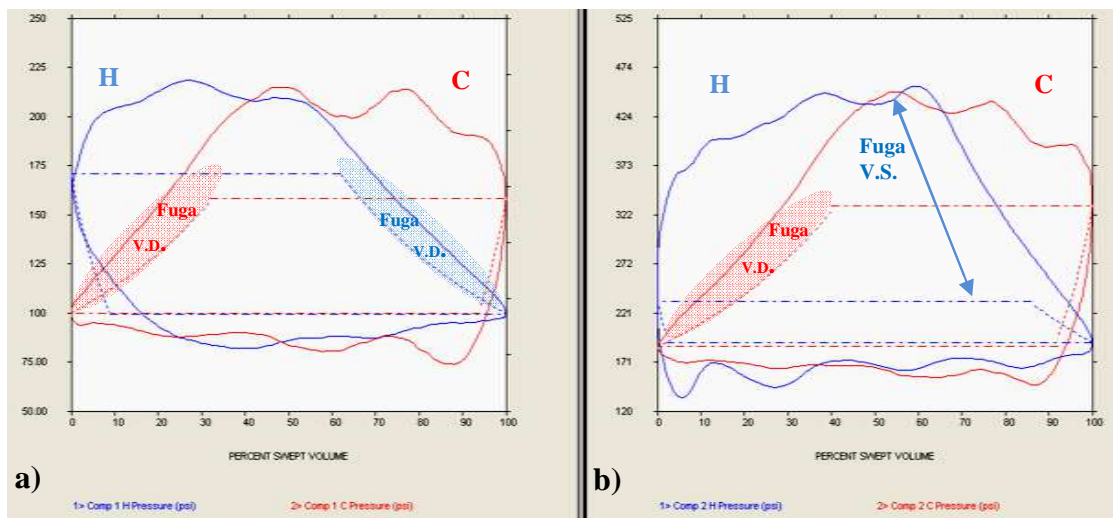 250
225
200
175
150
125
100
75.00
50.00
H
C
Fuga
V.D.
Fuga
V.D.
0 10 20 30 40 50 60 70 80 90 100
PERCENT SWEPT VOLUME
a)
1> Comp 1 H Pressure (psi) 2> Comp 1 C Pressure (psi)
525
474
424
373
322
272
221
171
120
H
C
Fuga
V.S.
Fuga
V.D.
0 10 20 30 40 50 60 70 80 90 100
PERCENT SWEPT VOLUME
b)
1> Comp 2 H Pressure (psi) 2> Comp 2 C Pressure (psi)